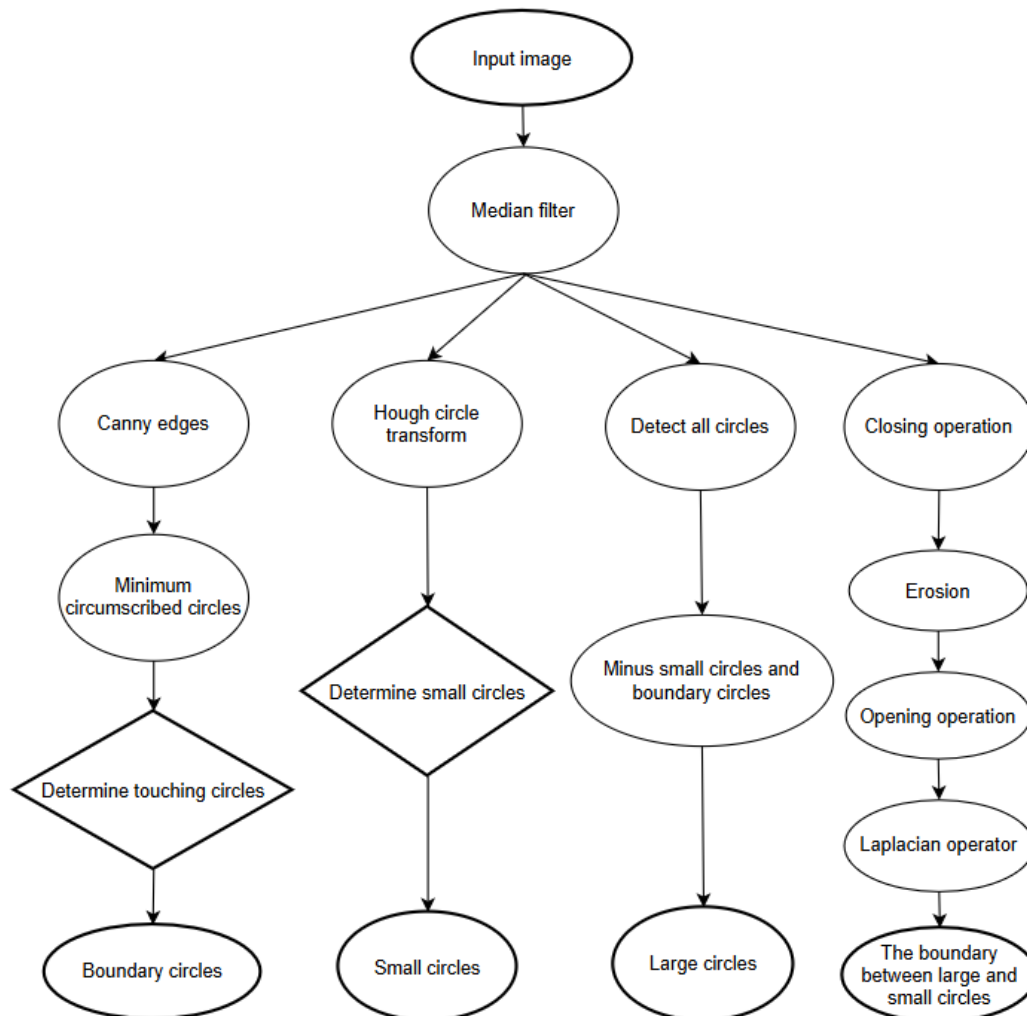 Input image
Median filter
Canny edges
Hough circle
transform
Detect all circles
Closing operation
Minimum
circumscribed circles
Erosion
Determine small circles
Minus small circles and
boundary circles
Opening operation
Determine touching circles
Laplacian operator
Boundary circles
Small circles
Large circles
The boundary
between large and
small circles